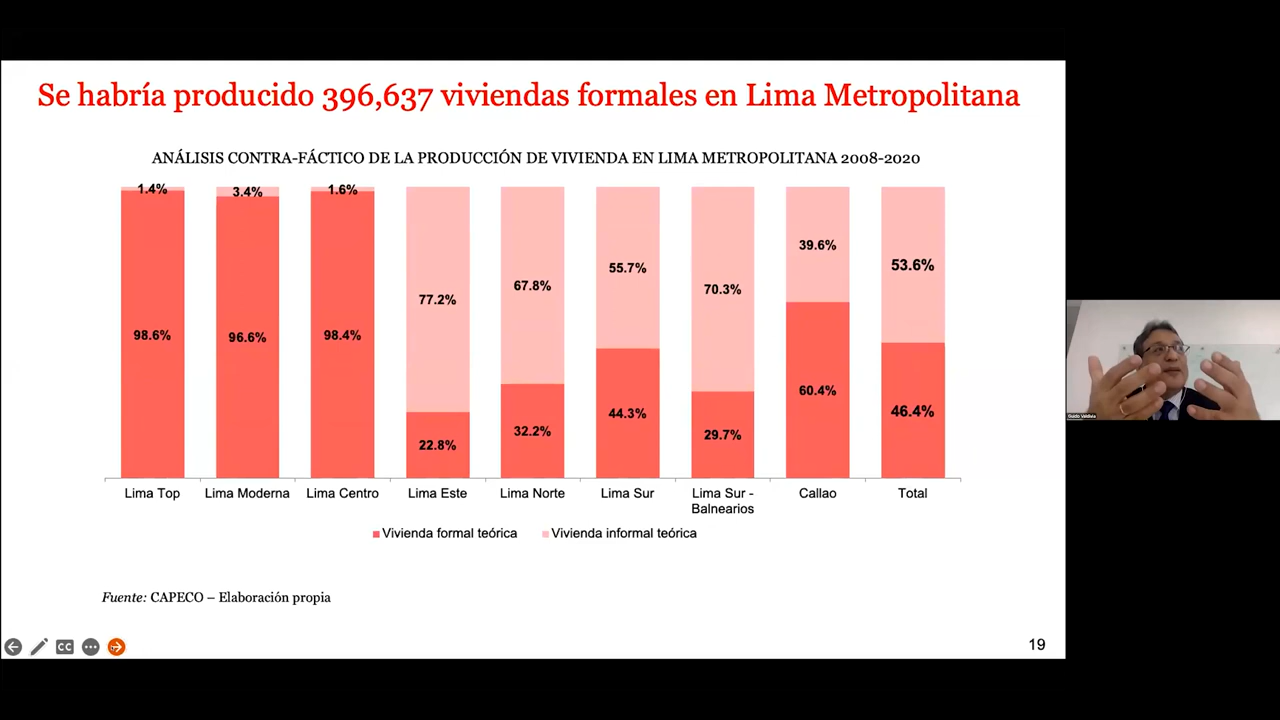 Se habría producido 396,637 viviendas formales en Lima Metropolitana
ANÁLISIS CONTRA-FÁCTICO DE LA PRODUCCIÓN DE VIVIENDA EN LIMA METROPOLITANA 2008-2020
1.4% 3.4% 1.6%
77.2% 67.8% 55.7% 70.3% 39.6% 53.6%
98.6% 96.6% 98.4% 22.8% 32.2% 44.3% 29.7% 60.4% 46.4%
Lima Top Lima Moderna Lima Centro Lima Este Lima Norte Lima Sur Lima Sur - Callao Total
Balnearios
Vivienda formal teórica Vivienda informal teórica
Fuente: CAPECO – Elaboración propia
CC
19
Guido Valdivia